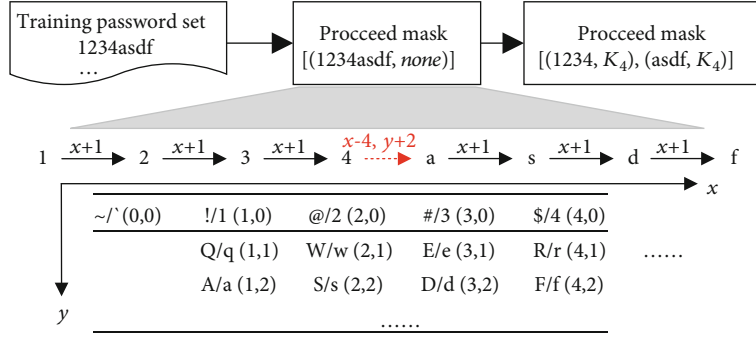 Training password set
1234asdf
...
Procceed mask
[(1234asdf, none)]
Procceed mask
[(1234, K4), (asdf, K4)]
1 x+1 2 x+1 3 x+1 4 x-4, y+2 a x+1 s x+1 d x+1 f
x
~/`(0,0) !/1 (1,0) @/2 (2,0) #/3 (3,0) $/4 (4,0)
Q/q (1,1) W/w (2,1) E/e (3,1) R/r (4,1) ......
A/a (1,2) S/s (2,2) D/d (3,2) F/f (4,2)
y
......